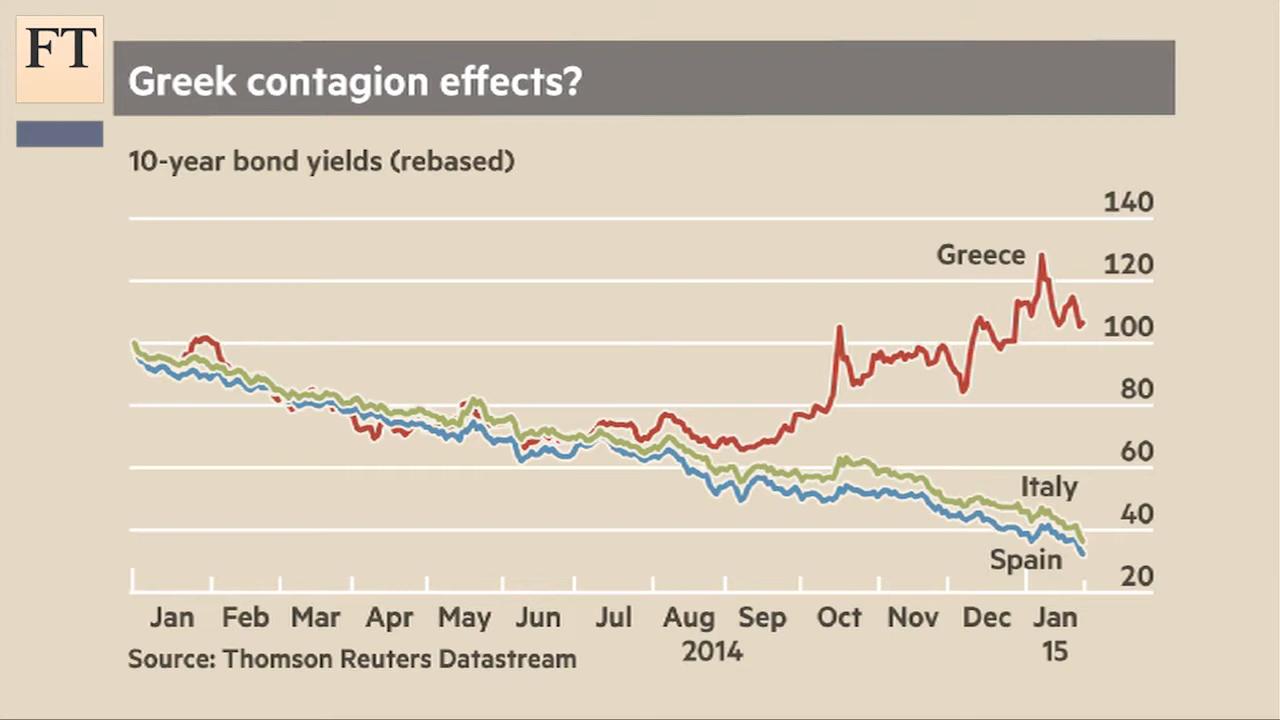 FT
Greek contagion effects?
10-year bond yields (rebased)
140
Greece
120
100
80
60
Italy
40
Spain
20
Jan Feb Mar Apr May Jun Jul Aug Sep Oct Nov Dec Jan
2014 15
Source: Thomson Reuters Datastream